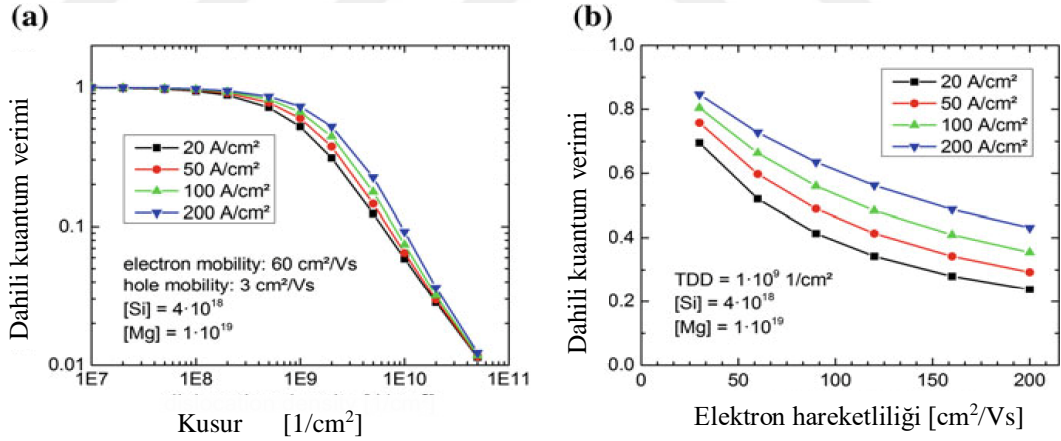 (a)
Dahili kuantum verimi
1
0.1
0.01
20 A/cm²
50 A/cm²
100 A/cm²
200 A/cm²
electron mobility: 60 cm²/Vs
hole mobility: 3 cm²/Vs
[Si] = 4·10¹⁸
[Mg] = 1·10¹⁹
1E7 1E8 1E9 1E10 1E11
Kusur [1/cm²]
(b)
Dahili kuantum verimi
1.0
0.8
0.6
0.4
0.2
0.0
20 A/cm²
50 A/cm²
100 A/cm²
200 A/cm²
TDD = 1·10⁹ 1/cm²
[Si] = 4·10¹⁸
[Mg] = 1·10¹⁹
0 50 100 150 200
Elektron hareketliliği [cm²/Vs]